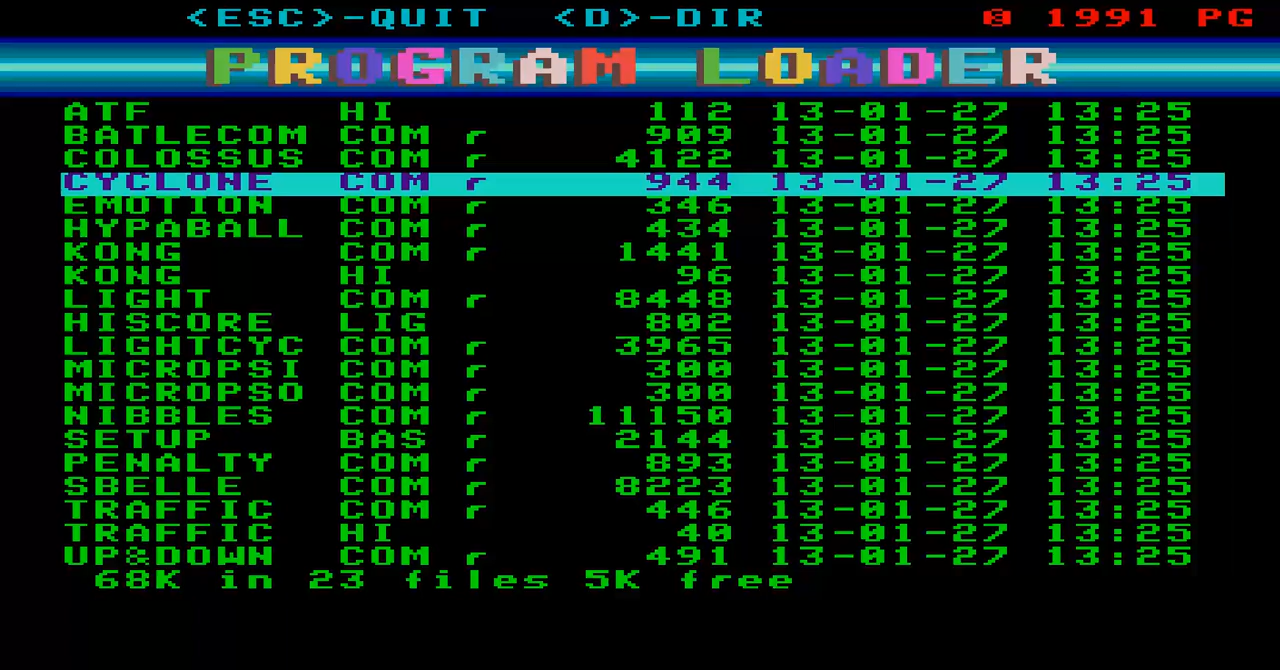 <ESC>-QUIT <D>-DIR © 1991 PG
PROGRAM LOADER
ATF HI 112 13-01-27 13:25
BATLECOM COM r 909 13-01-27 13:25
COLOSSUS COM r 4122 13-01-27 13:25
CYCLONE COM r 944 13-01-27 13:25
EMOTION COM r 346 13-01-27 13:25
HYPABALL COM r 434 13-01-27 13:25
KONG COM r 1441 13-01-27 13:25
KONG HI 96 13-01-27 13:25
LIGHT COM r 8448 13-01-27 13:25
HISCORE LIG 802 13-01-27 13:25
LIGHTCYC COM r 3965 13-01-27 13:25
MICROPSI COM r 300 13-01-27 13:25
MICROPSO COM r 300 13-01-27 13:25
NIBBLES COM r 11150 13-01-27 13:25
SETUP BAS r 2144 13-01-27 13:25
PENALTY COM r 893 13-01-27 13:25
SBELLE COM r 8223 13-01-27 13:25
TRAFFIC COM r 446 13-01-27 13:25
TRAFFIC HI 40 13-01-27 13:25
UP&DOWN COM r 491 13-01-27 13:25
68K in 23 files 5K free